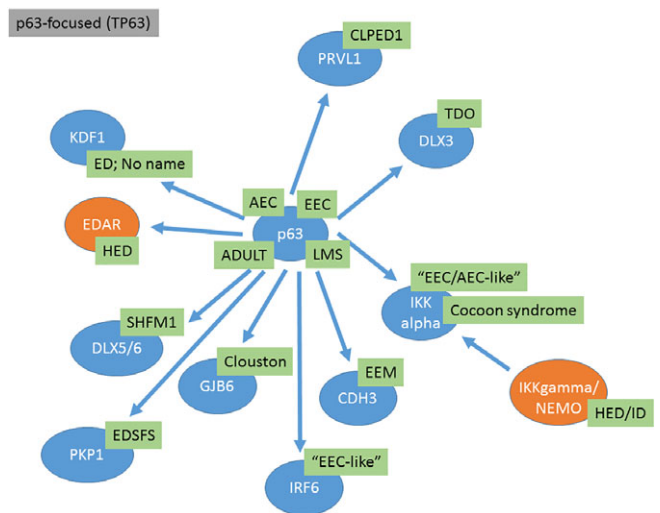 p63-focused (TP63)
CLPED1
PRVL1
TDO
DLX3
KDF1
ED; No name
AEC
EEC
p63
EDAR
HED
ADULT
LMS
"EEC/AEC-like"
IKK
alpha
Cocoon syndrome
SHFM1
DLX5/6
Clouston
GJB6
EEM
CDH3
IKKgamma/
NEMO
HED/ID
EDSFS
PKP1
"EEC-like"
IRF6